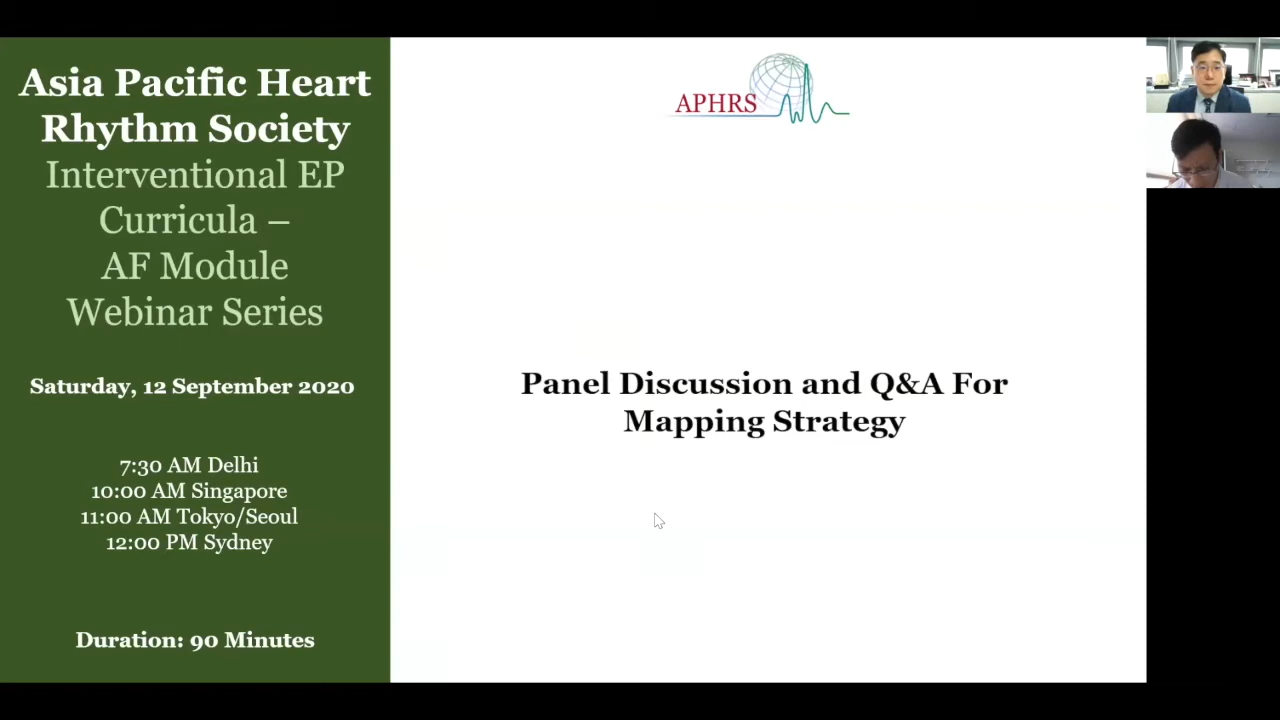 Asia Pacific Heart
Rhythm Society
Interventional EP
Curricula –
AF Module
Webinar Series
Saturday, 12 September 2020
7:30 AM Delhi
10:00 AM Singapore
11:00 AM Tokyo/Seoul
12:00 PM Sydney
Duration: 90 Minutes
APHRS
Panel Discussion and Q&A For
Mapping Strategy